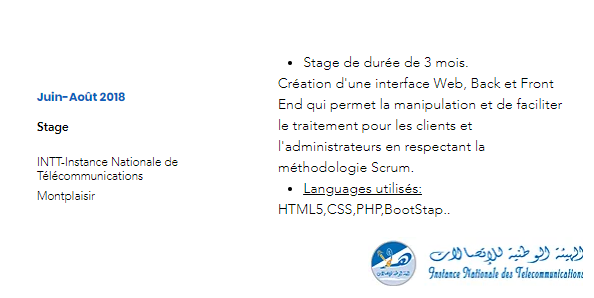 Juin-Août 2018
Stage
INTT-Instance Nationale de
Télécommunications
Montplaisir
• Stage de durée de 3 mois.
Création d'une interface Web, Back et Front
End qui permet la manipulation et de faciliter
le traitement pour les clients et
l'administrateurs en respectant la
méthodologie Scrum.
• Languages utilisés:
HTML5,CSS,PHP,BootStap..
الهيئة الوطنية للإتصالات
Instance Nationale des Telecommunications